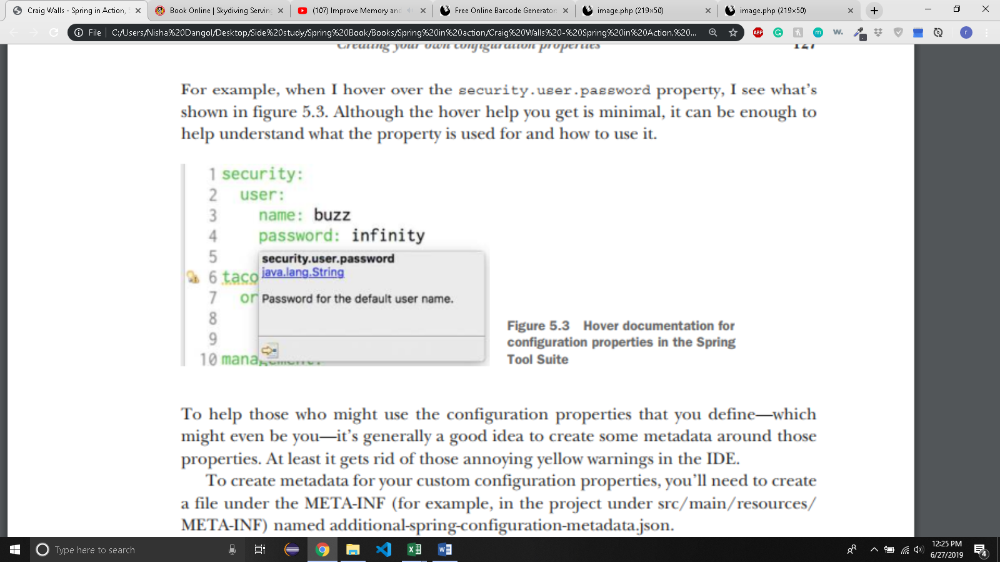 Craig Walls - Spring in Action,
Book Online | Skydiving Serving
(107) Improve Memory and
Free Online Barcode Generator
image.php (219×50)
image.php (219×50)
File
C:/Users/Nisha%20Dangol/Desktop/Side%20study/Spring%20Book/Books/Spring%20in%20action/Craig%20Walls%20-%20Spring%20in%20Action,%20...
ABP
m
w.
r
Creating your own configuration properties
127
For example, when I hover over the security.user.password property, I see what's
shown in figure 5.3. Although the hover help you get is minimal, it can be enough to
help understand what the property is used for and how to use it.
1 security:
2 user:
3 name: buzz
4 password: infinity
5
6 taco
7 or
8
9
10 management:
security.user.password
java.lang.String
Password for the default user name.
Figure 5.3 Hover documentation for
configuration properties in the Spring
Tool Suite
To help those who might use the configuration properties that you define—which
might even be you—it's generally a good idea to create some metadata around those
properties. At least it gets rid of those annoying yellow warnings in the IDE.
To create metadata for your custom configuration properties, you'll need to create
a file under the META-INF (for example, in the project under src/main/resources/
META-INF) named additional-spring-configuration-metadata.json.
Type here to search
12:25 PM
6/27/2019
4